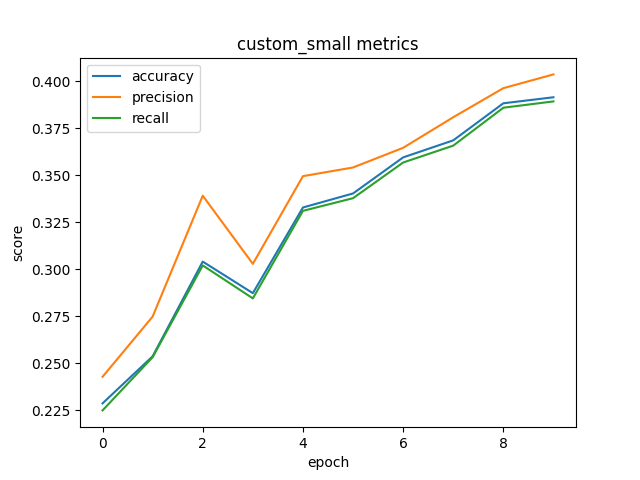 custom_small metrics
accuracy
precision
recall
0.400
0.375
0.350
0.325
0.300
0.275
0.250
0.225
score
0 2 4 6 8
epoch